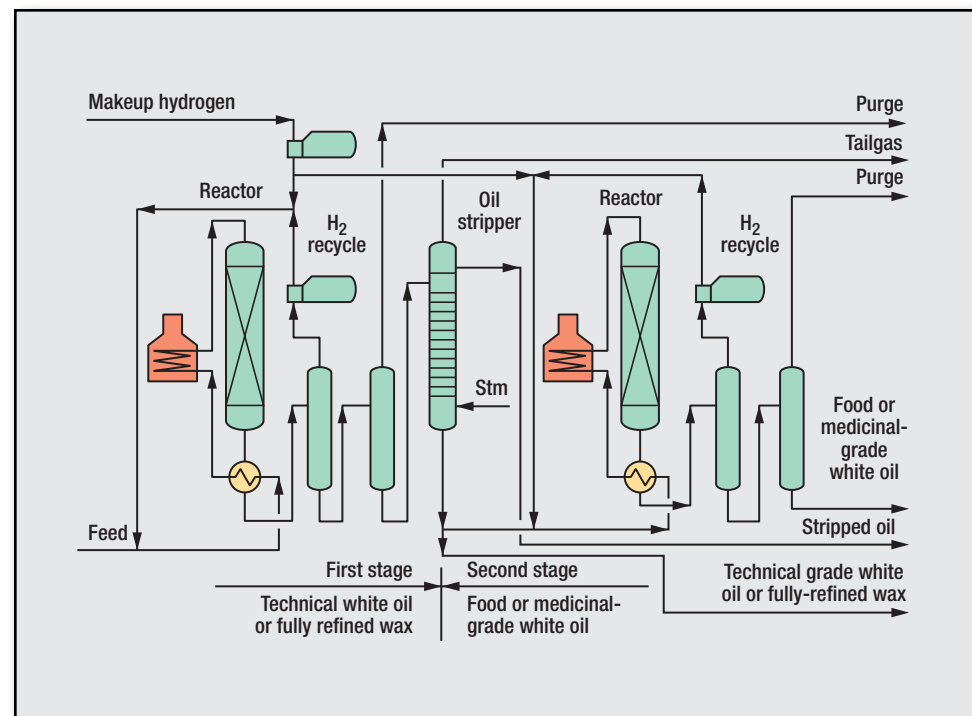 Makeup hydrogen
Purge
Tailgas
Purge
Reactor
H2
recycle
Oil
stripper
Reactor
H2
recycle
Stm
Food or
medicinal-
grade
white oil
Feed
Stripped oil
First stage
Second stage
Technical white oil
or fully refined wax
Food or medicinal-
grade white oil
Technical grade white
oil or fully-refined wax